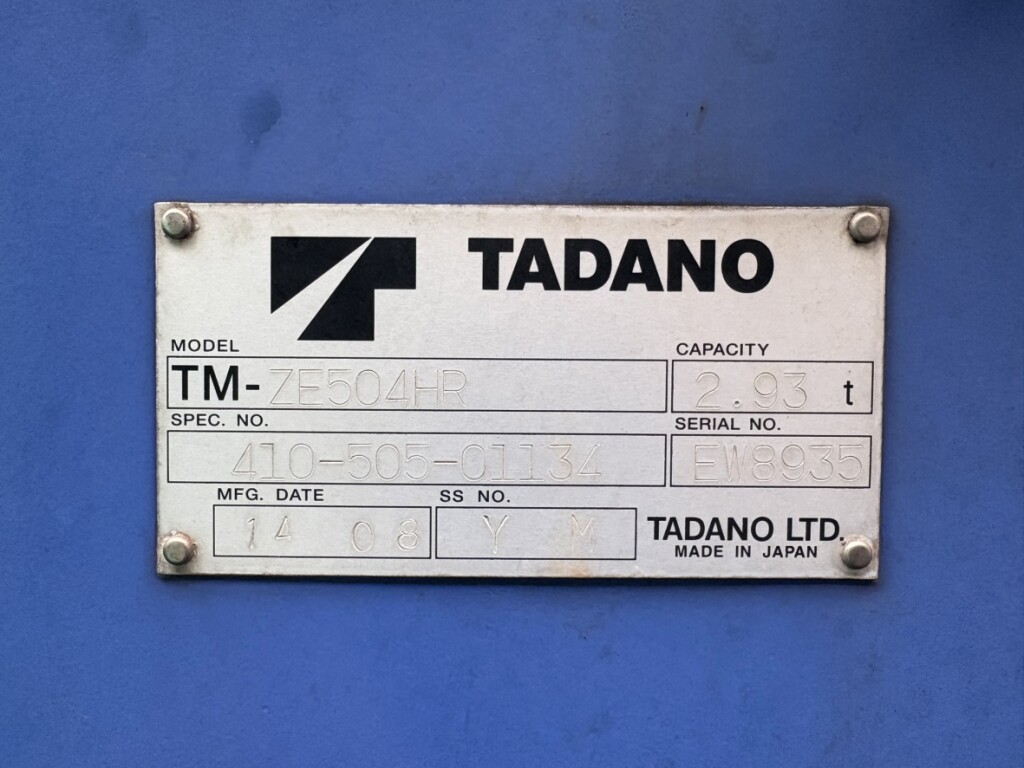 TADANO
MODEL CAPACITY
TM-ZE504HR 2.93 t
SPEC. NO. SERIAL NO.
410-505-01134 EW8935
MFG. DATE SS NO.
14 08 Y M TADANO LTD.
MADE IN JAPAN